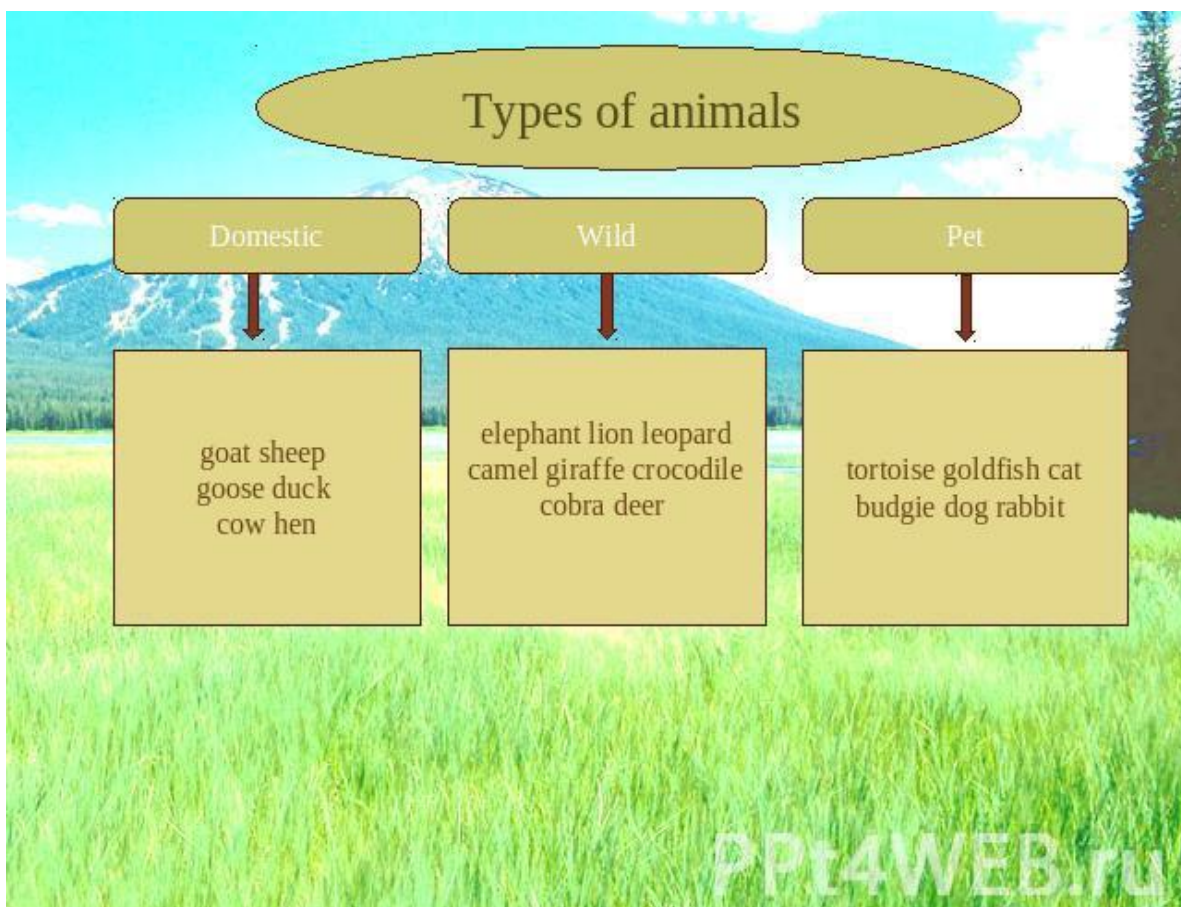 Types of animals
Domestic
Wild
Pet
goat sheep
goose duck
cow hen
elephant lion leopard
camel giraffe crocodile
cobra deer
tortoise goldfish cat
budgie dog rabbit
PPt4WEB.ru